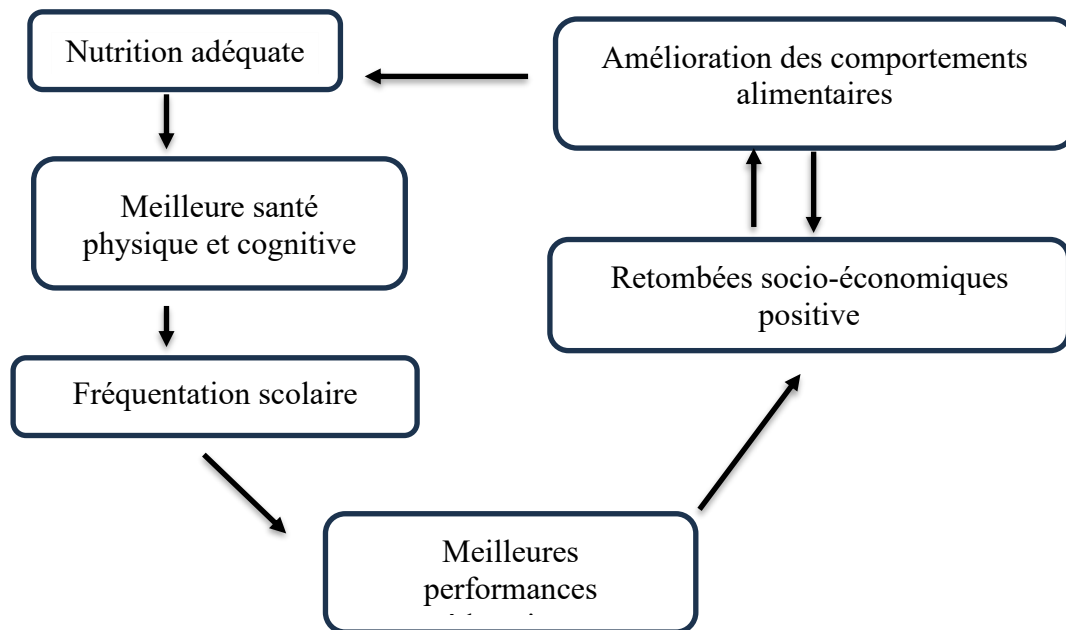 Nutrition adéquate
Amélioration des comportements
alimentaires
Meilleure santé
physique et cognitive
Retombées socio-économiques
positive
Fréquentation scolaire
Meilleures
performances